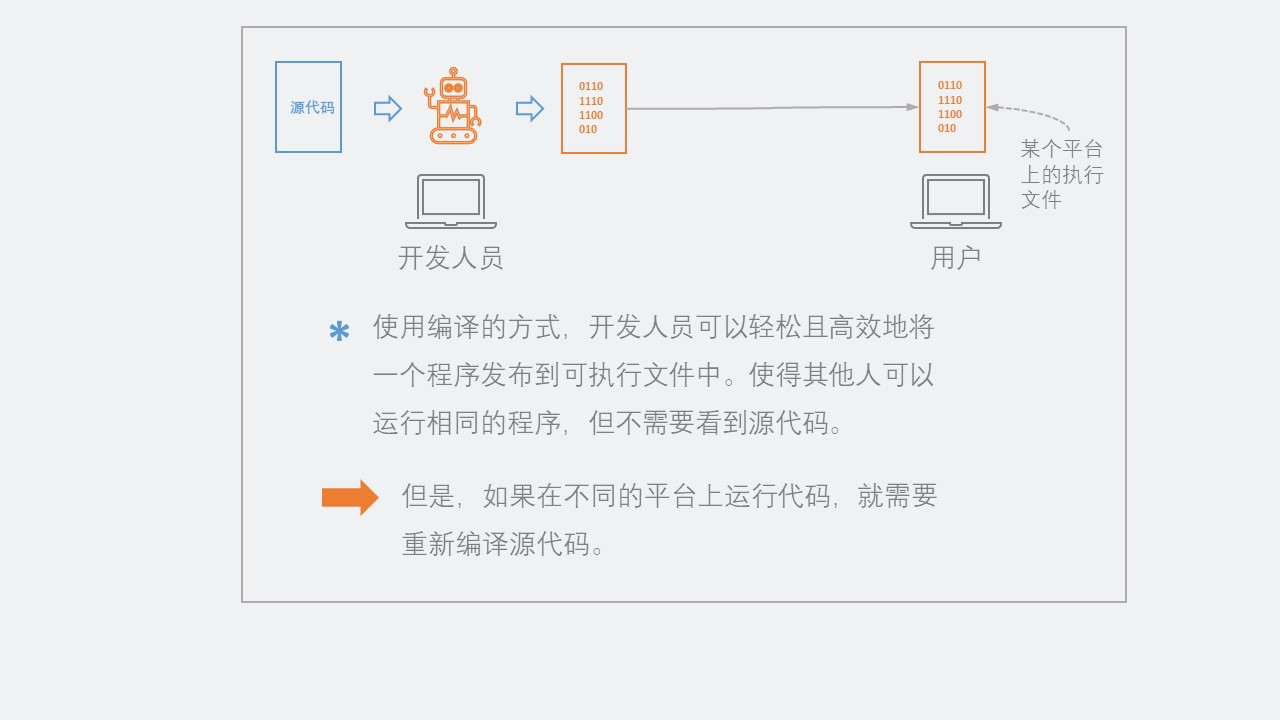 源代码
0110
1110
1100
010
0110
1110
1100
010
某个平台
上的执行
文件
开发人员
用户
* 使用编译的方式，开发人员可以轻松且高效地将
一个程序发布到可执行文件中。使得其他人可以
运行相同的程序，但不需要看到源代码。
但是，如果在不同的平台上运行代码，就需要
重新编译源代码。